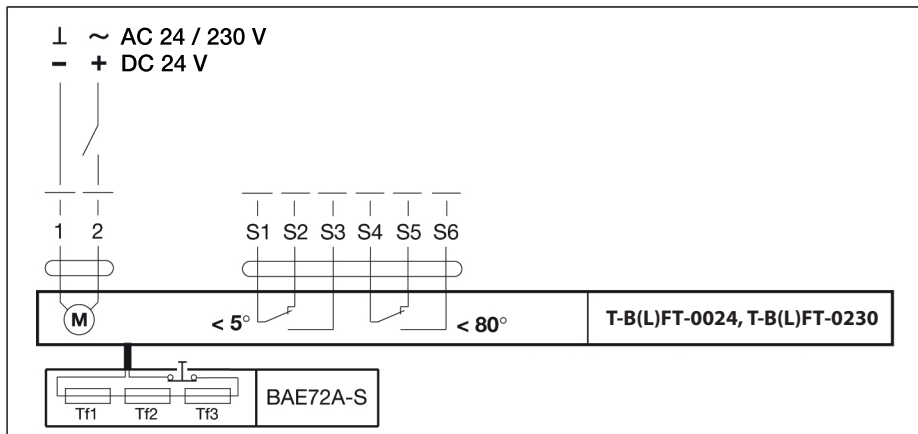 ⊥ ~ AC 24 / 230 V
- + DC 24 V
1 2 S1 S2 S3 S4 S5 S6
M < 5° < 80° T-B(L)FT-0024, T-B(L)FT-0230
Tf1 Tf2 Tf3 BAE72A-S